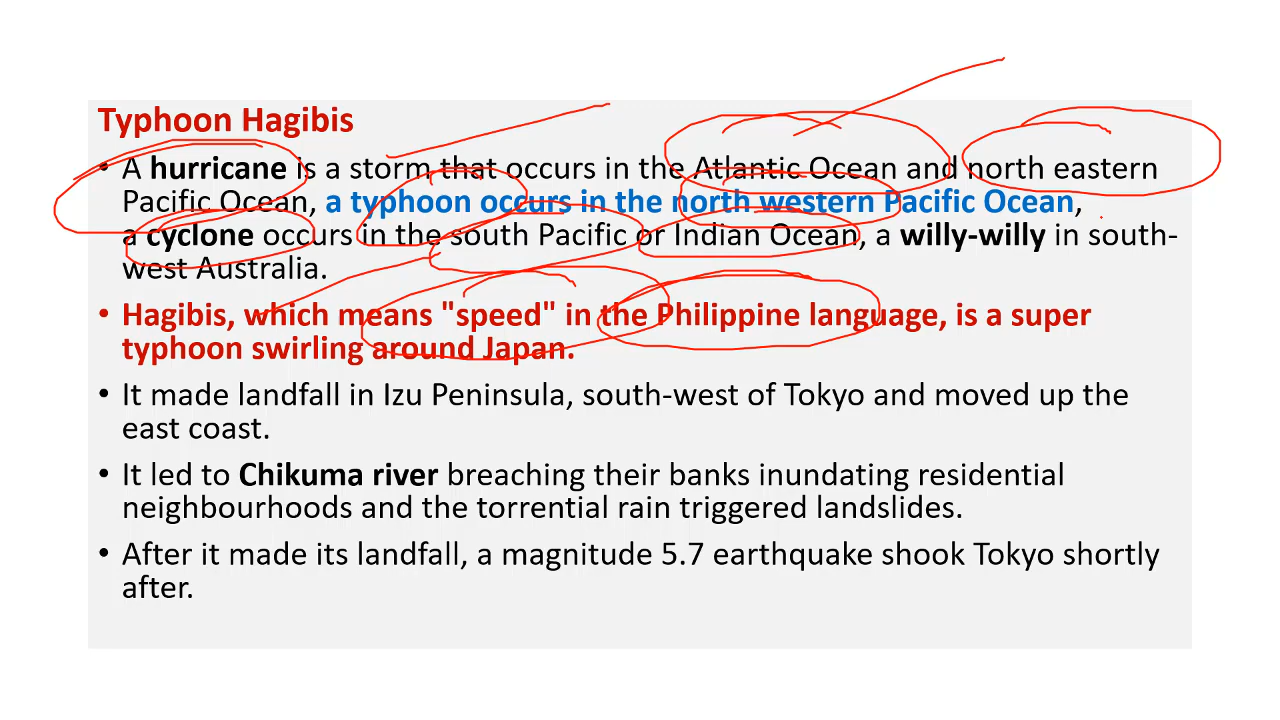 Typhoon Hagibis
• A hurricane is a storm that occurs in the Atlantic Ocean and north eastern
Pacific Ocean, a typhoon occurs in the north western Pacific Ocean,
a cyclone occurs in the south Pacific or Indian Ocean, a willy-willy in south-
west Australia.
• Hagibis, which means "speed" in the Philippine language, is a super
typhoon swirling around Japan.
• It made landfall in Izu Peninsula, south-west of Tokyo and moved up the
east coast.
• It led to Chikuma river breaching their banks inundating residential
neighbourhoods and the torrential rain triggered landslides.
• After it made its landfall, a magnitude 5.7 earthquake shook Tokyo shortly
after.